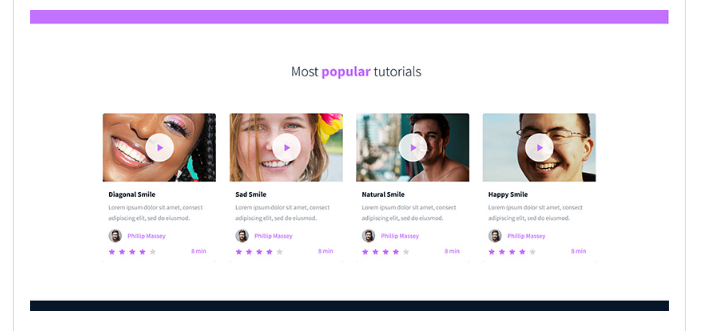 Most popular tutorials
Diagonal Smile
Lorem ipsum dolor sit amet, consect
adipiscing elit, sed do eiusmod.
Phillip Massey
8 min
Sad Smile
Lorem ipsum dolor sit amet, consect
adipiscing elit, sed do eiusmod.
Phillip Massey
8 min
Natural Smile
Lorem ipsum dolor sit amet, consect
adipiscing elit, sed do eiusmod.
Phillip Massey
8 min
Happy Smile
Lorem ipsum dolor sit amet, consect
adipiscing elit, sed do eiusmod.
Phillip Massey
8 min